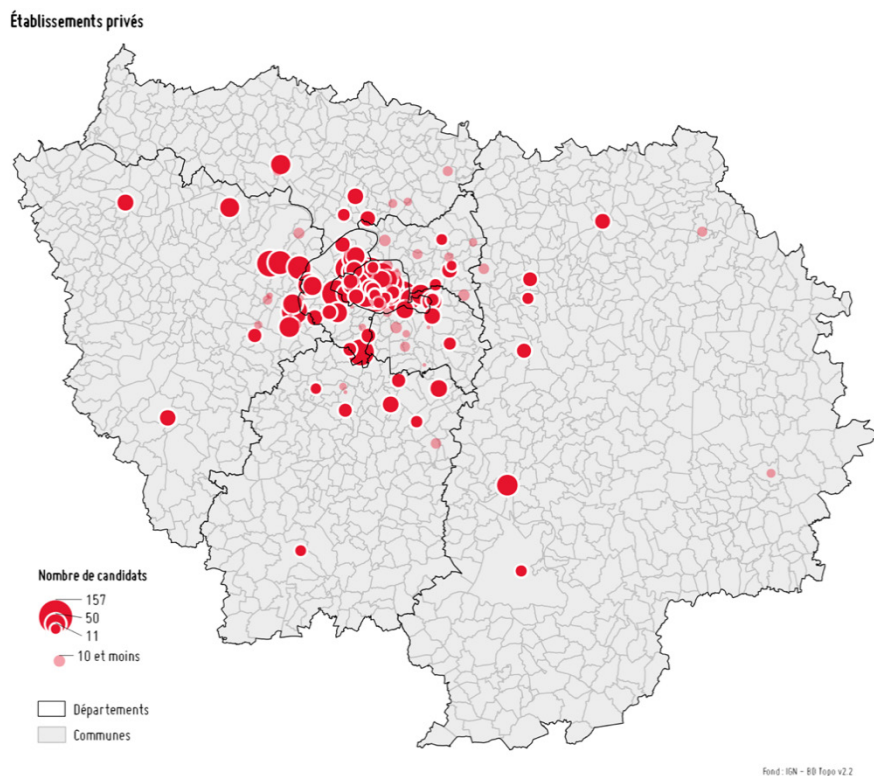 Établissements privés
Nombre de candidats
157
50
11
10 et moins
Départements
Communes
Fond : IGN - BD Topo v2.2